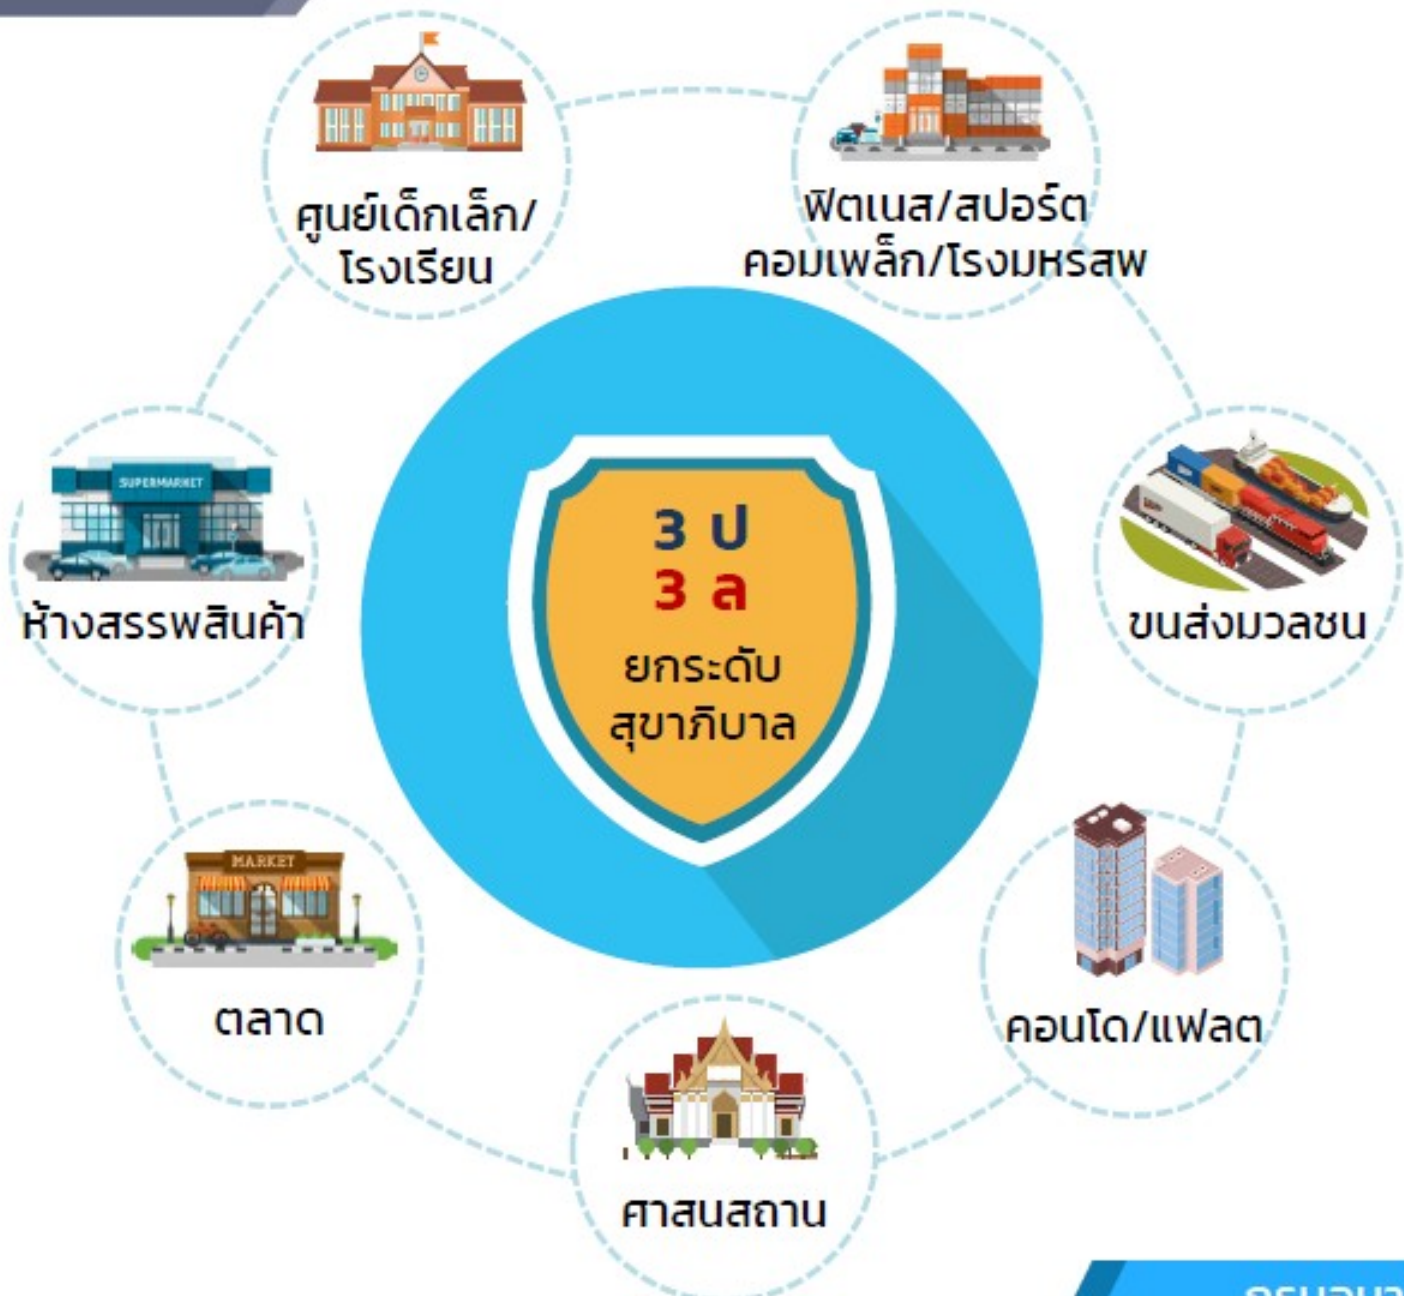 ศูนย์เด็กเล็ก/
โรงเรียน
ฟิตเนส/สปอร์ต
คอมเพล็ก/โรงมหรสพ
SUPERMARKET
ห้างสรรพสินค้า
3 ป
3 ล
ยกระดับ
สุขาภิบาล
ขนส่งมวลชน
MARKET
ตลาด
คอนโด/แฟลต
ศาสนสถาน